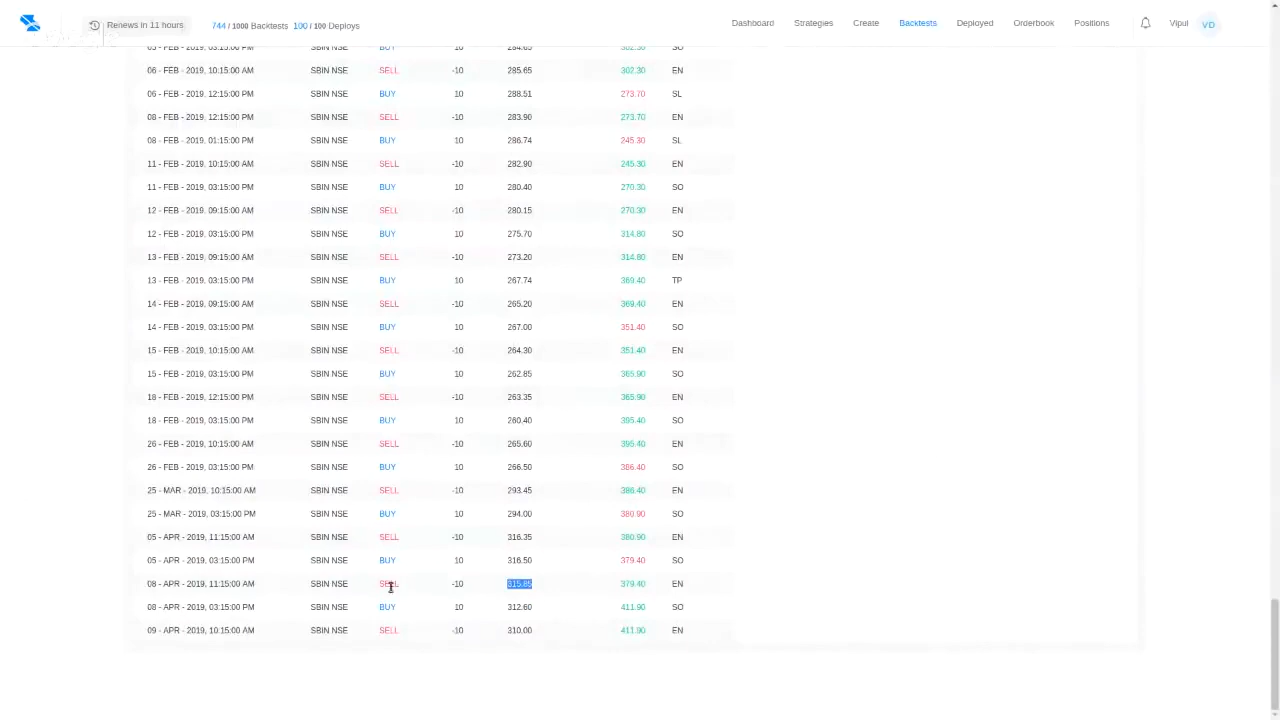 Renews in 11 hours 744 / 1000 Backtests 100 / 100 Deploys Dashboard Strategies Create Backtests Deployed Orderbook Positions Vipul VD
05 - FEB - 2019, 03:15:00 PM SBIN NSE BUY 10 284.65 302.30 SO
06 - FEB - 2019, 10:15:00 AM SBIN NSE SELL -10 285.65 302.30 EN
06 - FEB - 2019, 12:15:00 PM SBIN NSE BUY 10 288.51 273.70 SL
08 - FEB - 2019, 12:15:00 PM SBIN NSE SELL -10 283.90 273.70 EN
08 - FEB - 2019, 01:15:00 PM SBIN NSE BUY 10 286.74 245.30 SL
11 - FEB - 2019, 10:15:00 AM SBIN NSE SELL -10 282.90 245.30 EN
11 - FEB - 2019, 03:15:00 PM SBIN NSE BUY 10 280.40 270.30 SO
12 - FEB - 2019, 09:15:00 AM SBIN NSE SELL -10 280.15 270.30 EN
12 - FEB - 2019, 03:15:00 PM SBIN NSE BUY 10 275.70 314.80 SO
13 - FEB - 2019, 09:15:00 AM SBIN NSE SELL -10 273.20 314.80 EN
13 - FEB - 2019, 03:15:00 PM SBIN NSE BUY 10 267.74 369.40 TP
14 - FEB - 2019, 09:15:00 AM SBIN NSE SELL -10 265.20 369.40 EN
14 - FEB - 2019, 03:15:00 PM SBIN NSE BUY 10 267.00 351.40 SO
15 - FEB - 2019, 10:15:00 AM SBIN NSE SELL -10 264.30 351.40 EN
15 - FEB - 2019, 03:15:00 PM SBIN NSE BUY 10 262.85 365.90 SO
18 - FEB - 2019, 12:15:00 PM SBIN NSE SELL -10 263.35 365.90 EN
18 - FEB - 2019, 03:15:00 PM SBIN NSE BUY 10 260.40 395.40 SO
26 - FEB - 2019, 10:15:00 AM SBIN NSE SELL -10 265.60 395.40 EN
26 - FEB - 2019, 03:15:00 PM SBIN NSE BUY 10 266.50 386.40 SO
25 - MAR - 2019, 10:15:00 AM SBIN NSE SELL -10 293.45 386.40 EN
25 - MAR - 2019, 03:15:00 PM SBIN NSE BUY 10 294.00 380.90 SO
05 - APR - 2019, 11:15:00 AM SBIN NSE SELL -10 316.35 380.90 EN
05 - APR - 2019, 03:15:00 PM SBIN NSE BUY 10 316.50 379.40 SO
08 - APR - 2019, 11:15:00 AM SBIN NSE SELL -10 315.85 379.40 EN
08 - APR - 2019, 03:15:00 PM SBIN NSE BUY 10 312.60 411.90 SO
09 - APR - 2019, 10:15:00 AM SBIN NSE SELL -10 310.00 411.90 EN